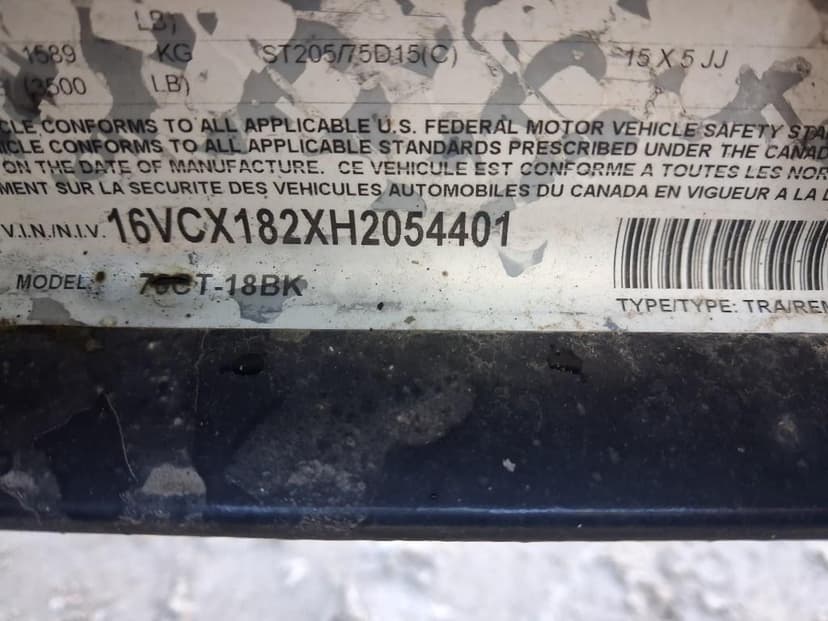 LB)
1589 KG ST205/75D15(C) 15 X 5 JJ
(3500 LB)
CLE CONFORMS TO ALL APPLICABLE U.S. FEDERAL MOTOR VEHICLE SAFETY STA
ICLE CONFORMS TO ALL APPLICABLE STANDARDS PRESCRIBED UNDER THE CANAD
ON THE DATE OF MANUFACTURE. CE VEHICULE EST CONFORME A TOUTES LES NOR
MENT SUR LA SECURITE DES VEHICULES AUTOMOBILES DU CANADA EN VIGUEUR A LA D
V.I.N./N.I.V. 16VCX182XH2054401
MODEL: 70CT-18BK
TYPE/TYPE: TRA/REM